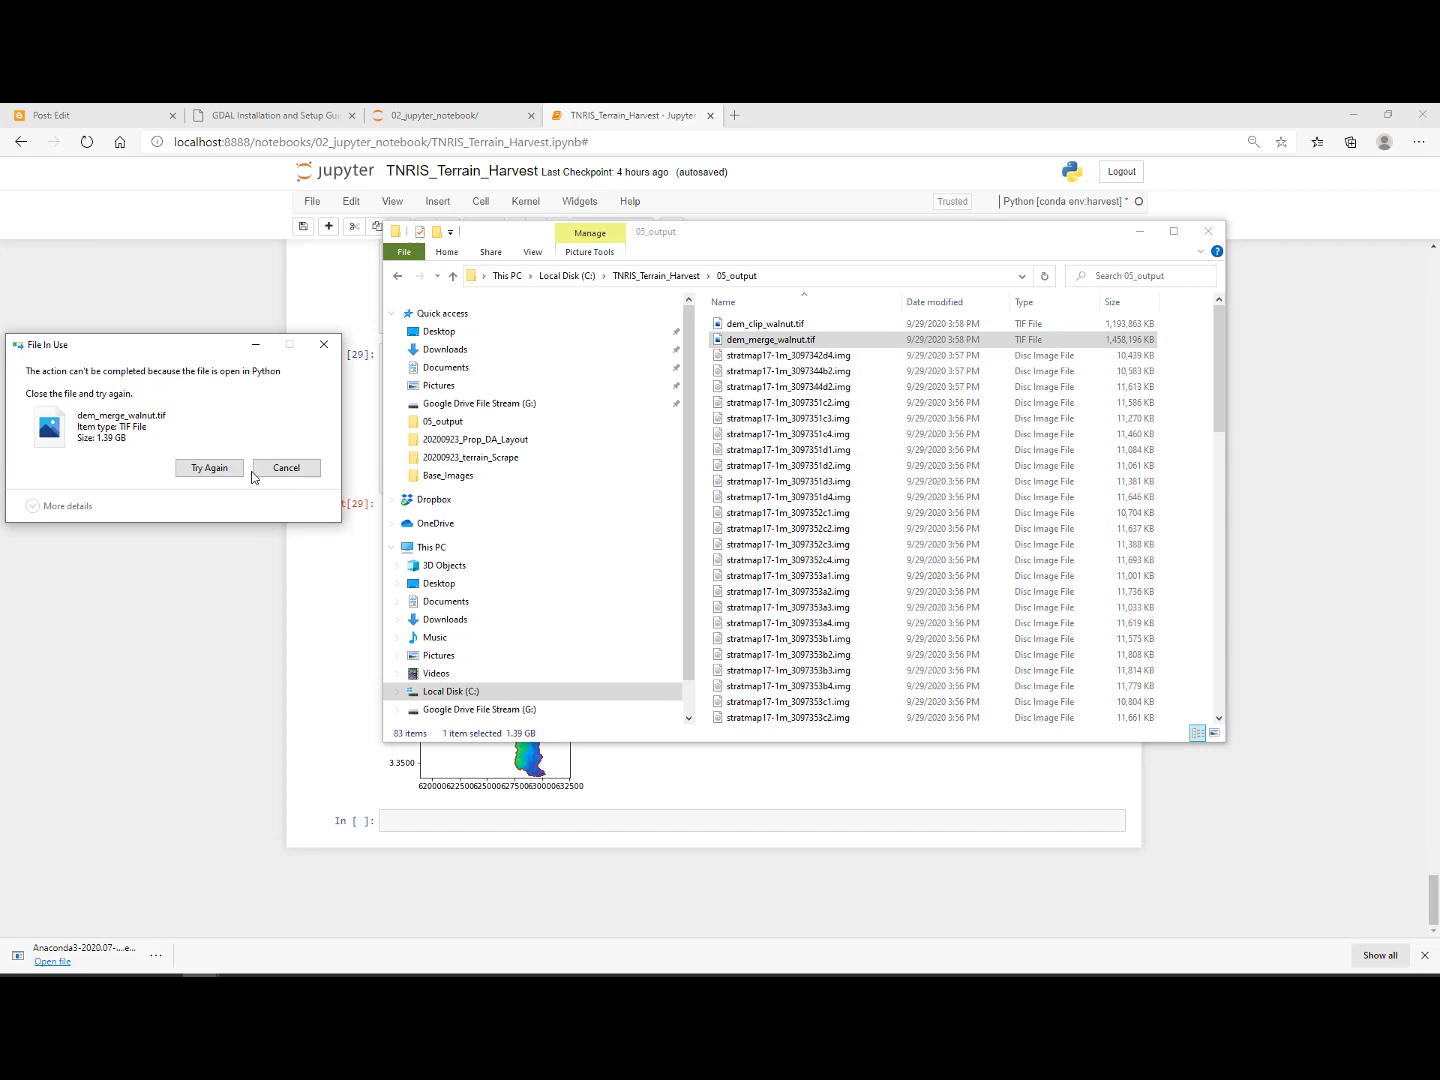 Post: Edit
GDAL Installation and Setup Gui
02_jupyter_notebook/
TNRIS_Terrain_Harvest - Jupyter
localhost:8888/notebooks/02_jupyter_notebook/TNRIS_Terrain_Harvest.ipynb#
jupyter TNRIS_Terrain_Harvest Last Checkpoint: 4 hours ago (autosaved)
Logout
File Edit View Insert Cell Kernel Widgets Help
Trusted
Python [conda env:harvest] *
Manage
05_output
File Home Share View Picture Tools
This PC > Local Disk (C:) > TNRIS_Terrain_Harvest > 05_output
Search 05_output
Name Date modified Type Size
Quick access
Desktop
Downloads
Documents
Pictures
Google Drive File Stream (G:)
05_output
20200923_Prop_DA_Layout
20200923_terrain_Scrape
Base_Images
Dropbox
OneDrive
This PC
3D Objects
Desktop
Documents
Downloads
Music
Pictures
Videos
Local Disk (C:)
Google Drive File Stream (G:)
dem_clip_walnut.tif 9/29/2020 3:58 PM TIF File 1,193,863 KB
dem_merge_walnut.tif 9/29/2020 3:58 PM TIF File 1,458,196 KB
stratmap17-1m_3097342d4.img 9/29/2020 3:57 PM Disc Image File 10,439 KB
stratmap17-1m_3097344b2.img 9/29/2020 3:57 PM Disc Image File 10,583 KB
stratmap17-1m_3097344d2.img 9/29/2020 3:57 PM Disc Image File 11,613 KB
stratmap17-1m_3097351c2.img 9/29/2020 3:56 PM Disc Image File 11,586 KB
stratmap17-1m_3097351c3.img 9/29/2020 3:56 PM Disc Image File 11,270 KB
stratmap17-1m_3097351c4.img 9/29/2020 3:56 PM Disc Image File 11,460 KB
stratmap17-1m_3097351d1.img 9/29/2020 3:56 PM Disc Image File 11,084 KB
stratmap17-1m_3097351d2.img 9/29/2020 3:56 PM Disc Image File 11,061 KB
stratmap17-1m_3097351d3.img 9/29/2020 3:56 PM Disc Image File 11,381 KB
stratmap17-1m_3097351d4.img 9/29/2020 3:56 PM Disc Image File 11,646 KB
stratmap17-1m_3097352c1.img 9/29/2020 3:56 PM Disc Image File 10,704 KB
stratmap17-1m_3097352c2.img 9/29/2020 3:56 PM Disc Image File 11,637 KB
stratmap17-1m_3097352c3.img 9/29/2020 3:56 PM Disc Image File 11,388 KB
stratmap17-1m_3097352c4.img 9/29/2020 3:56 PM Disc Image File 11,693 KB
stratmap17-1m_3097353a1.img 9/29/2020 3:56 PM Disc Image File 11,001 KB
stratmap17-1m_3097353a2.img 9/29/2020 3:56 PM Disc Image File 11,736 KB
stratmap17-1m_3097353a3.img 9/29/2020 3:56 PM Disc Image File 11,033 KB
stratmap17-1m_3097353a4.img 9/29/2020 3:56 PM Disc Image File 11,619 KB
stratmap17-1m_3097353b1.img 9/29/2020 3:56 PM Disc Image File 11,575 KB
stratmap17-1m_3097353b2.img 9/29/2020 3:56 PM Disc Image File 11,808 KB
stratmap17-1m_3097353b3.img 9/29/2020 3:56 PM Disc Image File 11,814 KB
stratmap17-1m_3097353b4.img 9/29/2020 3:56 PM Disc Image File 11,779 KB
stratmap17-1m_3097353c1.img 9/29/2020 3:56 PM Disc Image File 10,804 KB
stratmap17-1m_3097353c2.img 9/29/2020 3:56 PM Disc Image File 11,661 KB
83 items 1 item selected 1.39 GB
File In Use
The action can't be completed because the file is open in Python
Close the file and try again.
dem_merge_walnut.tif
Item type: TIF File
Size: 1.39 GB
Try Again
Cancel
More details
[29]:
t[29]:
3.3500
620000622500625000627500630000632500
In [ ]:
Anaconda3-2020.07-....e...
Open file
Show all